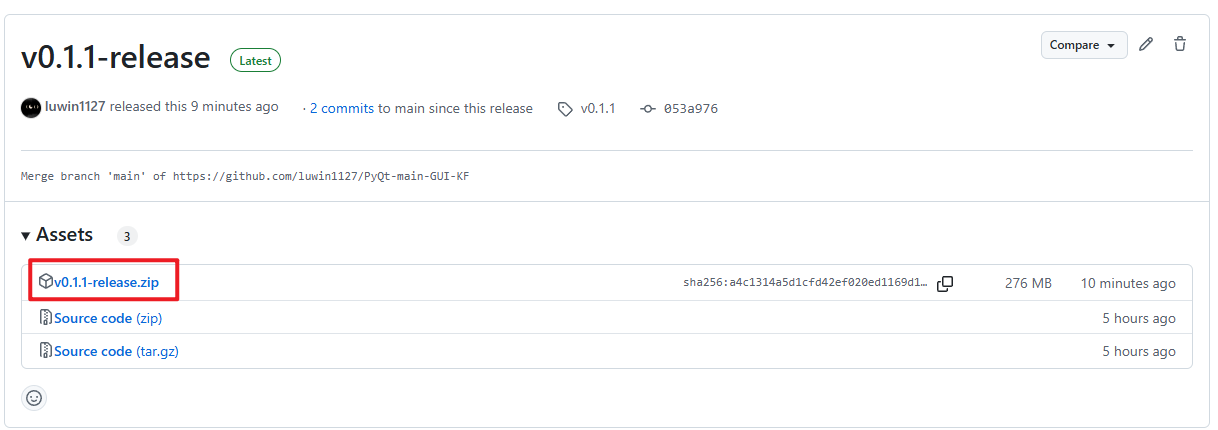 v0.1.1-release Latest Compare
luwin1127 released this 9 minutes ago · 2 commits to main since this release v0.1.1 053a976
Merge branch 'main' of https://github.com/luwin1127/PyQt-main-GUI-KF
Assets 3
v0.1.1-release.zip sha256:a4c1314a5d1cfd42ef020ed1169d1… 276 MB 10 minutes ago
Source code (zip) 5 hours ago
Source code (tar.gz) 5 hours ago